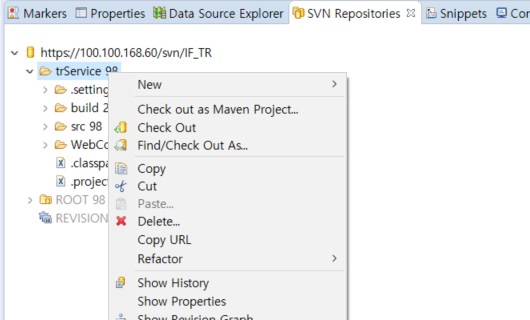 Markers Properties Data Source Explorer SVN Repositories Snippets
https://100.100.168.60/svn/IF_TR
trService 98
New
.setting
Check out as Maven Project...
build 2
Check Out
src 98
Find/Check Out As...
WebCo
Copy
.classpa
Cut
.project
Paste...
ROOT 98
Delete...
REVISION
Copy URL
Refactor
Show History
Show Properties
Show Revision Graph